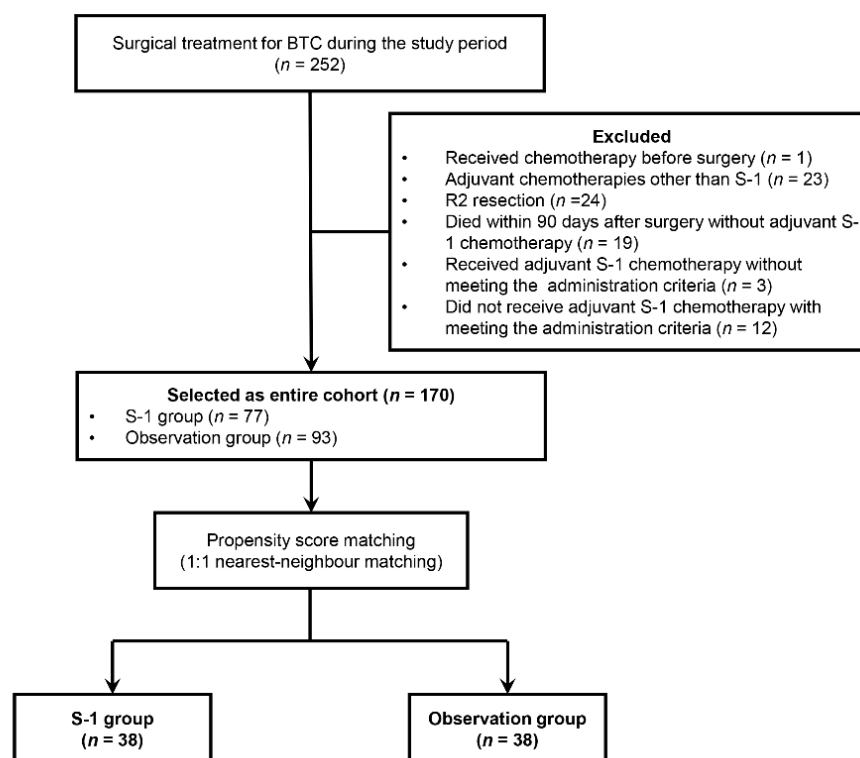 Surgical treatment for BTC during the study period
(n = 252)
Excluded
• Received chemotherapy before surgery (n = 1)
• Adjuvant chemotherapies other than S-1 (n = 23)
• R2 resection (n =24)
• Died within 90 days after surgery without adjuvant S-
1 chemotherapy (n = 19)
• Received adjuvant S-1 chemotherapy without
meeting the  administration criteria (n = 3)
• Did not receive adjuvant S-1 chemotherapy with
meeting the administration criteria (n = 12)
Selected as entire cohort (n = 170)
• S-1 group (n = 77)
• Observation group (n = 93)
Propensity score matching
(1:1 nearest-neighbour matching)
S-1 group
(n = 38)
Observation group
(n = 38)